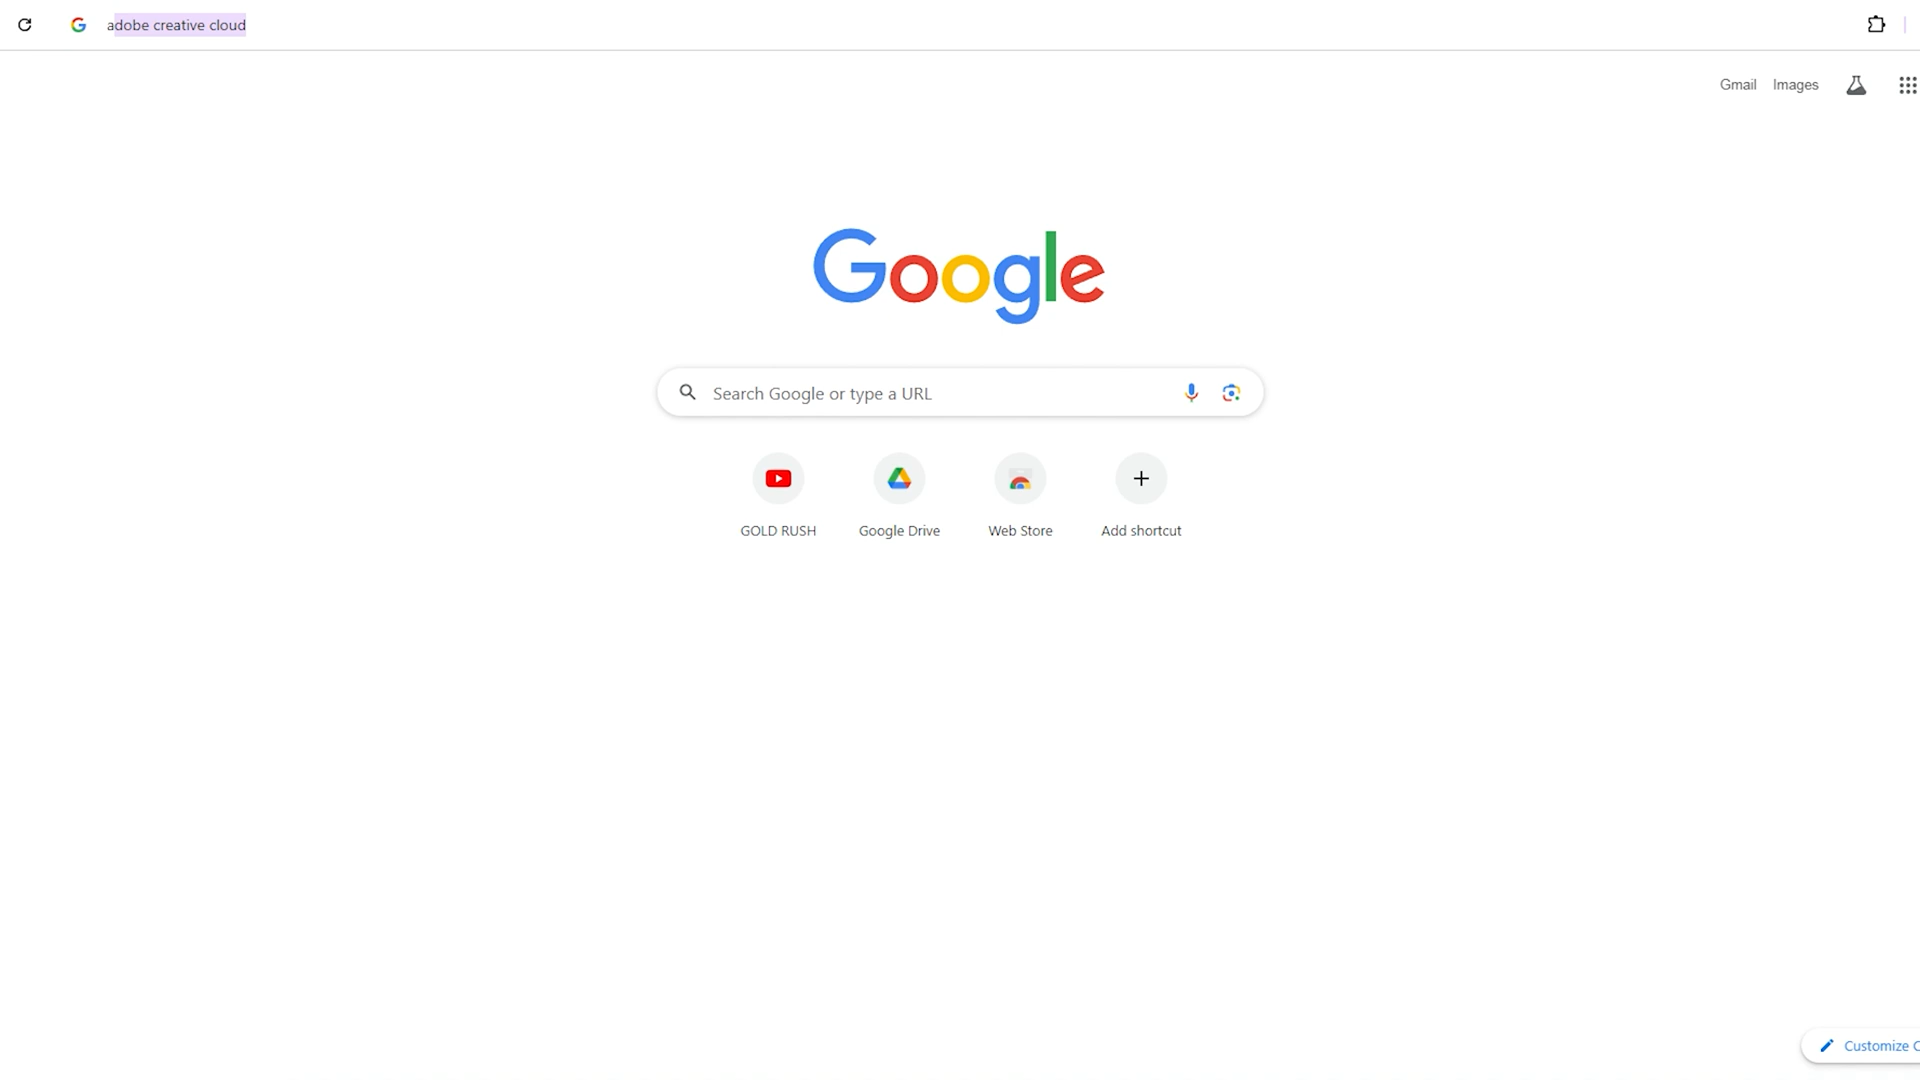 adobe creative cloud
Gmail Images
Google
Search Google or type a URL
GOLD RUSH Google Drive Web Store Add shortcut
Customize C